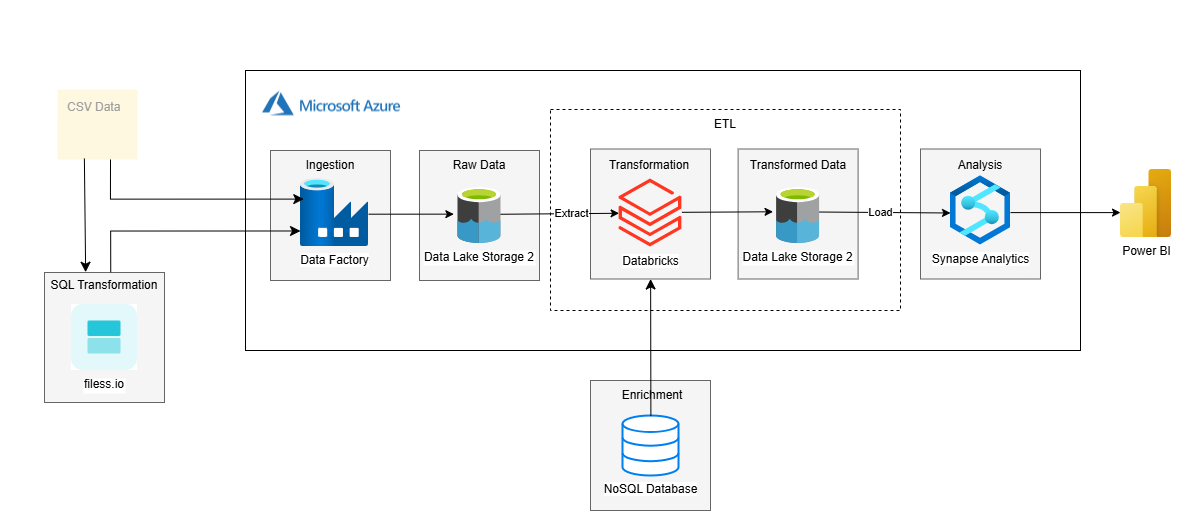 CSV Data
Microsoft Azure
ETL
Ingestion
Data Factory
Raw Data
Data Lake Storage 2
Extract
Transformation
Databricks
Transformed Data
Data Lake Storage 2
Load
Analysis
Synapse Analytics
Power BI
SQL Transformation
filess.io
Enrichment
NoSQL Database